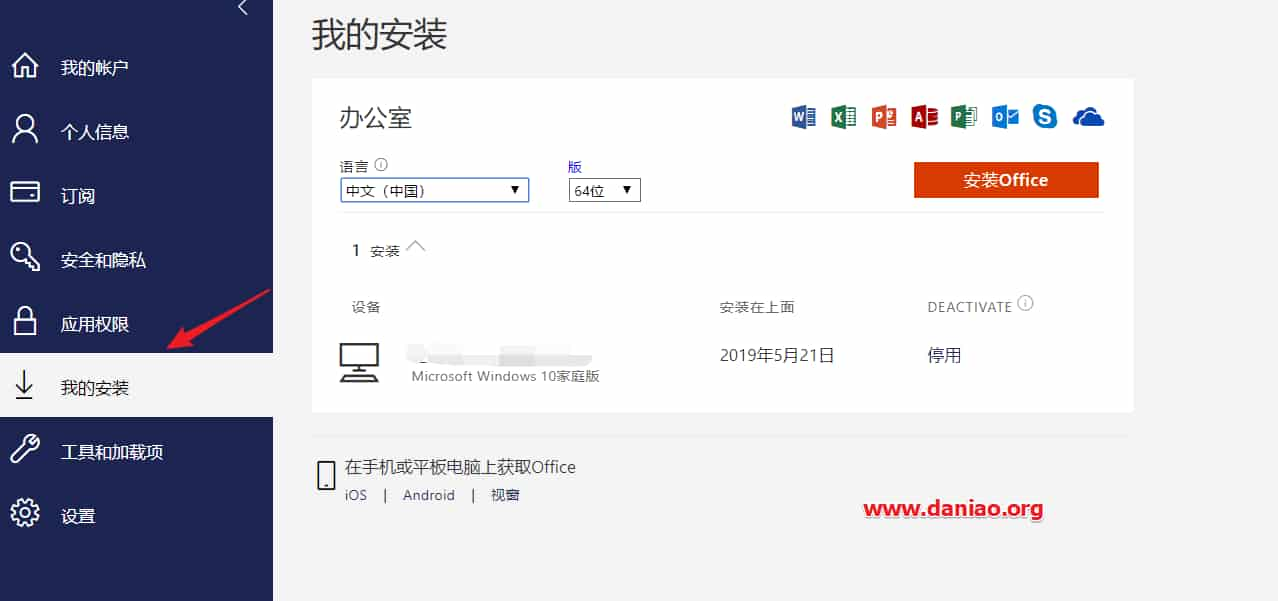 我的安装
我的帐户
个人信息
订阅
安全和隐私
应用权限
我的安装
工具和加载项
设置
办公室
语言
版
中文（中国）
64位
安装Office
1 安装
设备
安装在上面
DEACTIVATE
2019年5月21日
停用
Microsoft Windows 10家庭版
在手机或平板电脑上获取Office
iOS | Android | 视窗
www.daniao.org